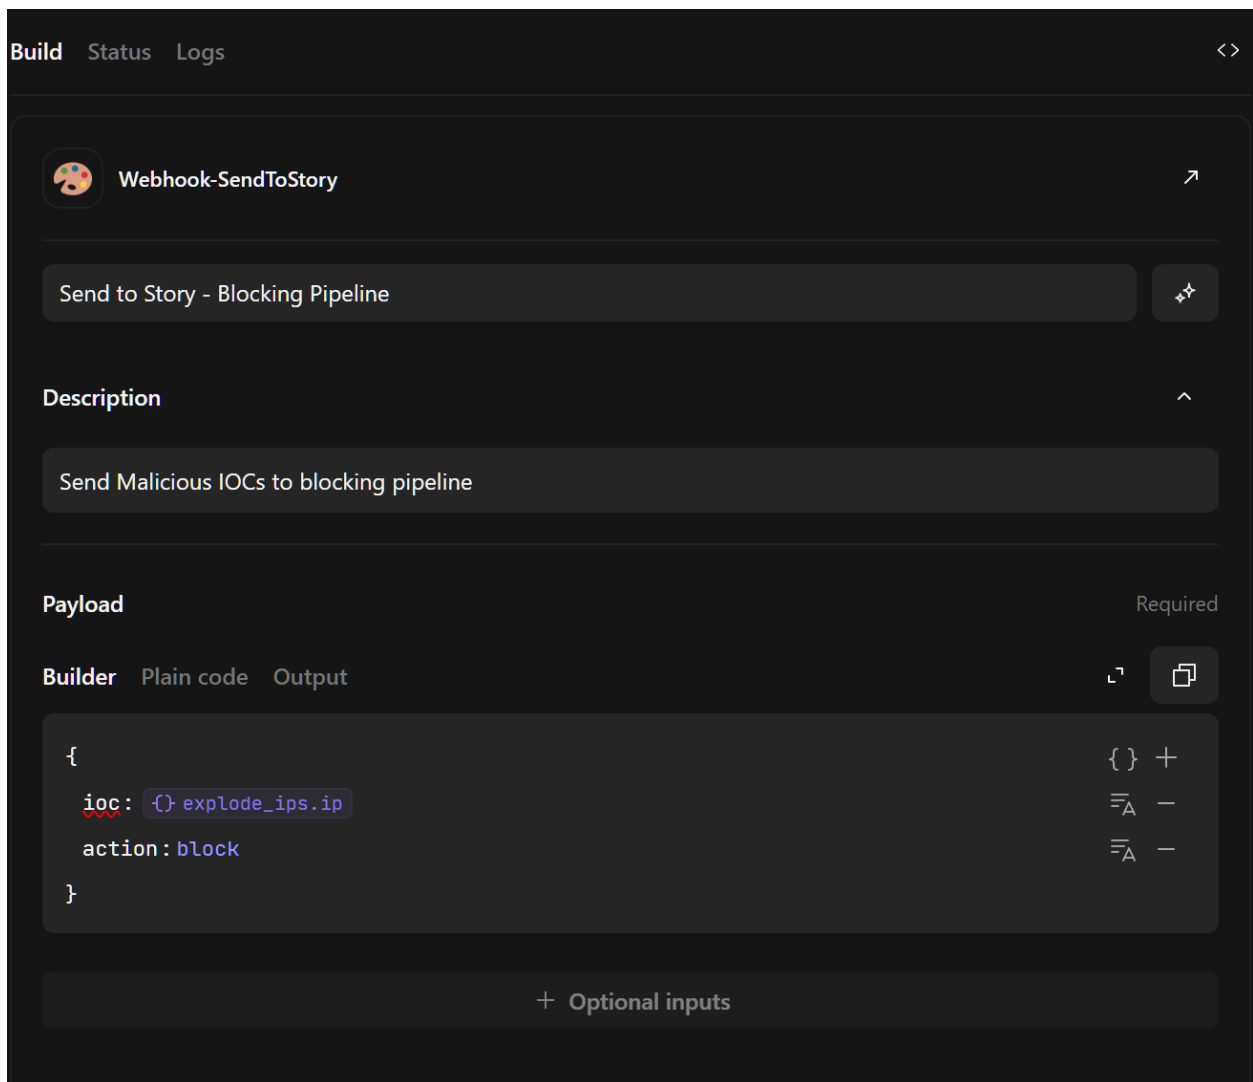 Build Status Logs <>
Webhook-SendToStory
Send to Story - Blocking Pipeline
Description
Send Malicious IOCs to blocking pipeline
Payload Required
Builder Plain code Output
{ {} +
ioc: {} explode_ips.ip
action: block
}
+ Optional inputs